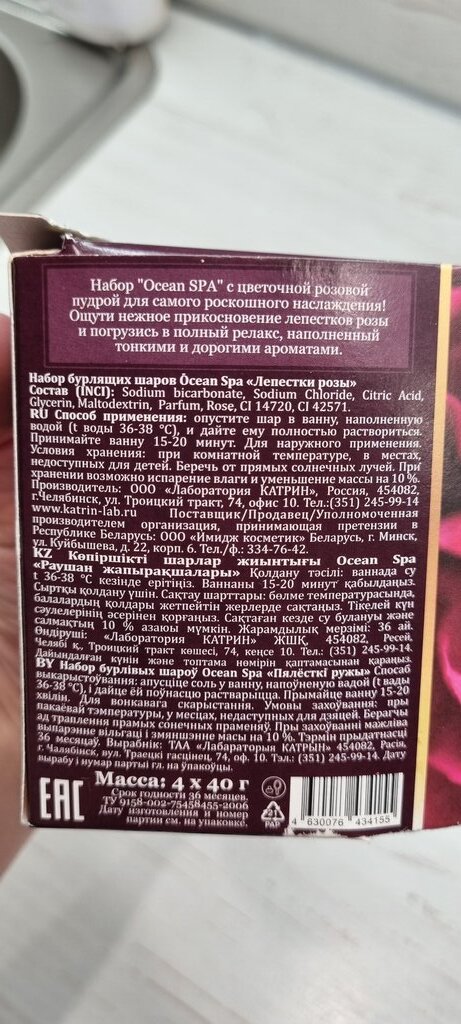 Набор "Ocean SPA" с цветочной розовой
пудрой для самого роскошного наслаждения!
Ощути нежное прикосновение лепестков розы
и погрузись в полный релакс, наполненный
тонкими и дорогими ароматами.
Набор бурлящих шаров Ocean Spa «Лепестки розы»
Состав (INCI): Sodium bicarbonate, Sodium Chloride, Citric Acid,
Glycerin, Maltodextrin, Parfum, Rose, CI 14720, CI 42571.
RU Способ применения: опустите шар в ванну, наполненную
водой (t воды 36-38 °C), и дайте ему полностью раствориться.
Принимайте ванну 15-20 минут. Для наружного применения.
Условия хранения: при комнатной температуре, в местах,
недоступных для детей. Беречь от прямых солнечных лучей. При
хранении возможно испарение влаги и уменьшение массы на 10 %.
Производитель: ООО «Лаборатория КАТРИН», Россия, 454082,
г.Челябинск, ул. Троицкий тракт, 74, офис 10. Тел.:(351) 245-99-14
www.katrin-lab.ru Поставщик/Продавец/Уполномоченная
производителем организация, принимающая претензии в
Республике Беларусь: ООО «Имидж косметик» Беларусь, г. Минск,
ул. Куйбышева, д. 22, корп. 6. Тел./ф.: 334-76-42.
KZ Көпіршікті шарлар жиынтығы Ocean Spa
«Раушан жапырақшалары» Қолдану тәсілі: ваннада су
t 36-38 °C кезінде ерітіңіз. Ваннаны 15-20 минут қабылдаңыз.
Сыртқы қолдану үшін. Сақтау шарттары: бөлме температурасында,
балалардың қолдары жетпейтін жерлерде сақтаңыз. Тікелей күн
сәулелерінің әсерінен қорғаңыз. Сақтаған кезде су булануы және
салмақтың 10 % азаюы мүмкін. Жарамдылық мерзімі: 36 ай.
Өндіруші: «Лаборатория КАТРИН» ЖШҚ, 454082, Ресей,
Челябі қ., Троицкий тракт көшесі, 74, кеңсе 10. Тел.: (351) 245-99-14.
Дайындалған күнін және топтама нөмірін қаптамасынан қараңыз.
BY Набор бурлівых шароў Ocean Spa «Пялёсткі ружы» Спосаб
выкарыстоўвання: апусціце соль у ванну, напоўненую вадой (t вады
36-38 °C), і дайце ёй поўнасцю растварыцца. Прымайце ванну 15-20
хвілін. Для вонкавага скарыстання. Умовы захоўвання: пры
пакаёвай тэмпературы, у месцах, недаступных для дзяцей. Берагчы
ад траплення прамых сонечных праменяў. Пры захоўванні мажліва
выпарэнне вільгаці і змяншэнне масы на 10 %. Тэрмін прыдатнасці
36 месяцаў. Вырабнік: ТАА «Лабараторыя КАТРЫН» 454082, Расія,
г. Чалябінск, вул. Траецкі гасцінец, 74, оф. 10. Тэл.: (351) 245-99-14. Дату
вырабу і нумар партыі гл. на ўпакоўцы.
Масса: 4 x 40 г
Срок годности 36 месяцев.
ТУ 9158-002-75458455-2006
Дату изготовления и номер
партии см. на упаковке.
EAC
21
PAP
4 630076 434155